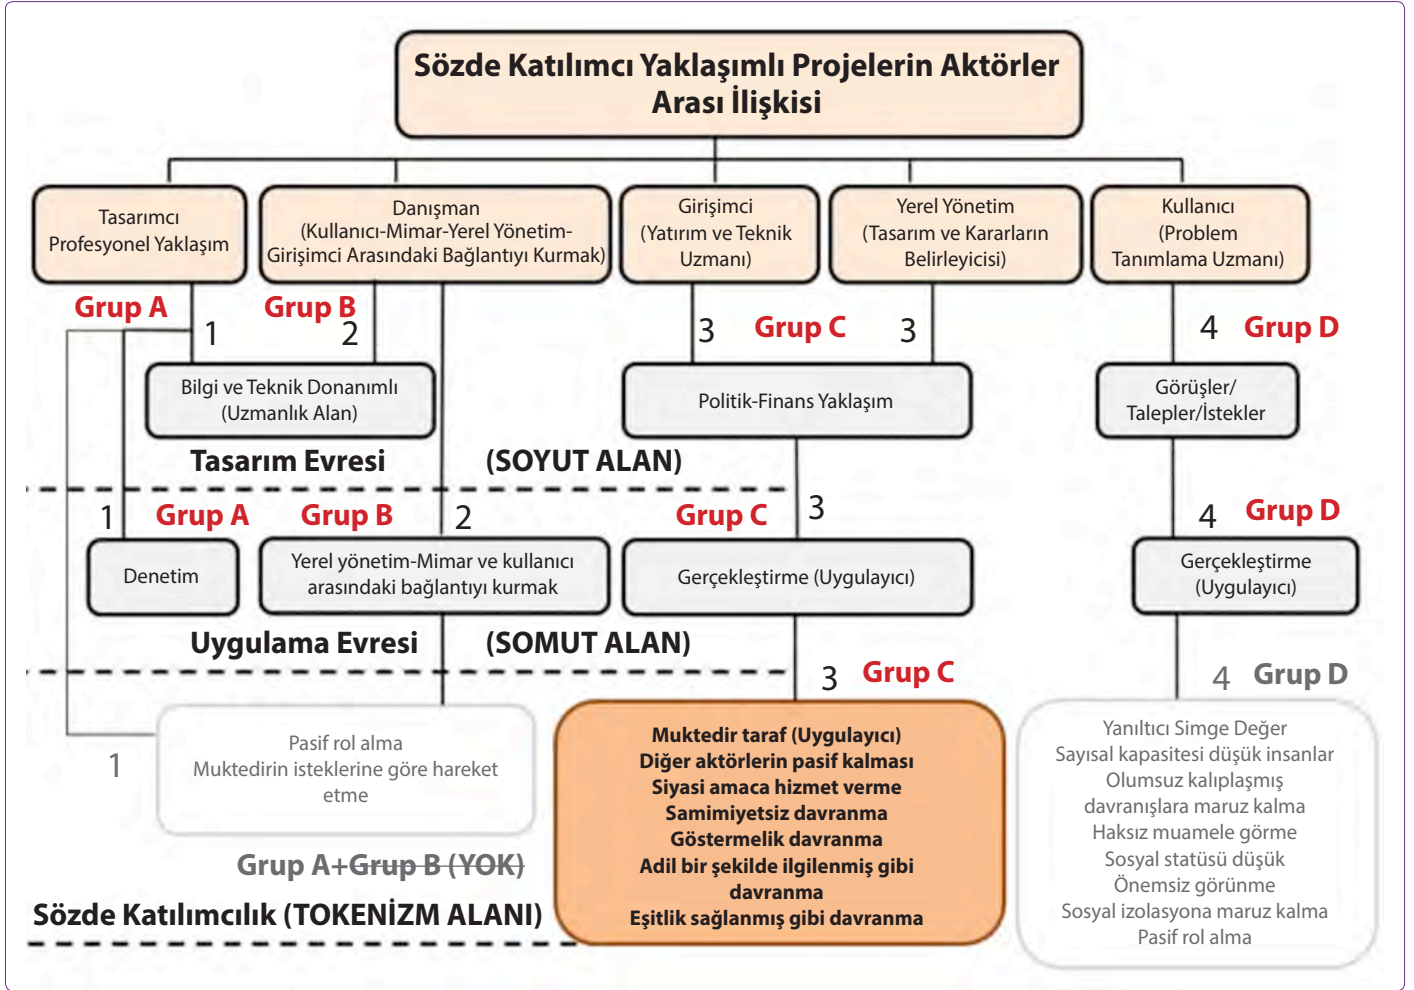 Sözde Katılımcı Yaklaşımlı Projelerin Aktörler
Arası İlişkisi
Tasarımcı
Profesyonel Yaklaşım
Danışman
(Kullanıcı-Mimar-Yerel Yönetim-
Girişimci Arasındaki Bağlantıyı Kurmak)
Girişimci
(Yatırım ve Teknik
Uzmanı)
Yerel Yönetim
(Tasarım ve Kararların
Belirleyicisi)
Kullanıcı
(Problem
Tanımlama Uzmanı)
Grup A
1
Grup B
2
3
Grup C
3
4
Grup D
Bilgi ve Teknik Donanımlı
(Uzmanlık Alan)
Politik-Finans Yaklaşım
Görüşler/
Talepler/İstekler
Tasarım Evresi
(SOYUT ALAN)
1
Grup A
Grup B
2
Grup C
3
4
Grup D
Denetim
Yerel yönetim-Mimar ve kullanıcı
arasındaki bağlantıyı kurmak
Gerçekleştirme (Uygulayıcı)
Gerçekleştirme
(Uygulayıcı)
Uygulama Evresi
(SOMUT ALAN)
3
Grup C
4
Grup D
1
Pasif rol alma
Muktedirin isteklerine göre hareket
etme
Grup A+Grup B (YOK)
Muktedir taraf (Uygulayıcı)
Diğer aktörlerin pasif kalması
Siyasi amaca hizmet verme
Samimiyetsiz davranma
Göstermelik davranma
Adil bir şekilde ilgilenmiş gibi
davranma
Eşitlik sağlanmış gibi davranma
Yanıltıcı Simge Değer
Sayısal kapasitesi düşük insanlar
Olumsuz kalıplaşmış
davranışlara maruz kalma
Haksız muamele görme
Sosyal statüsü düşük
Önemsiz görünme
Sosyal izolasyona maruz kalma
Pasif rol alma
Sözde Katılımcılık (TOKENİZM ALANI)